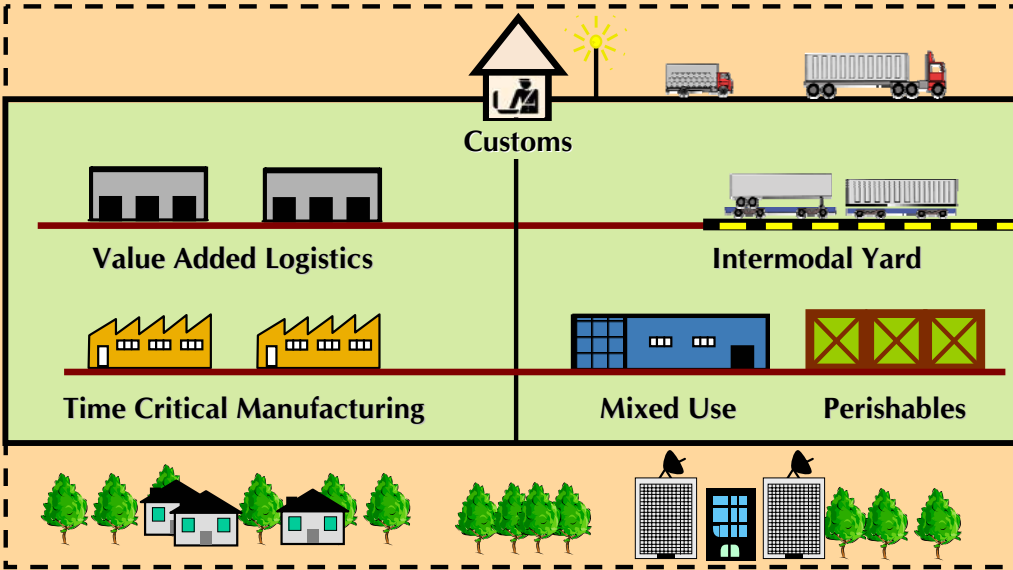 Customs
Value Added Logistics
Intermodal Yard
Time Critical Manufacturing
Mixed Use
Perishables